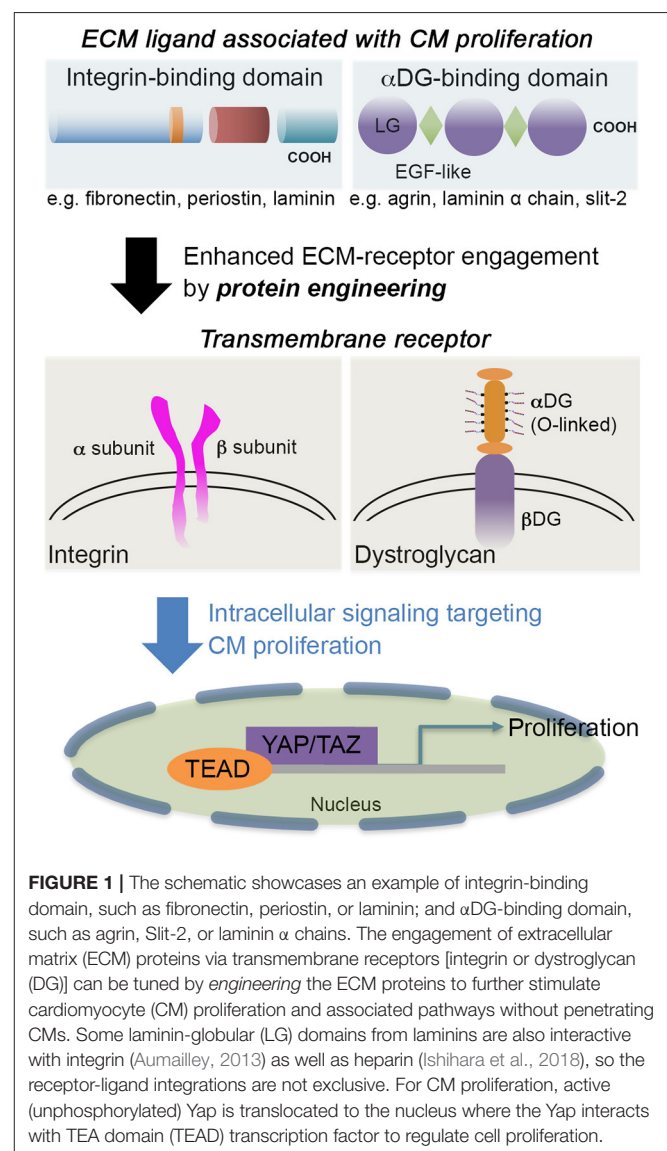 ECM ligand associated with CM proliferation
Integrin-binding domain
COOH
e.g. fibronectin, periostin, laminin
αDG-binding domain
LG
COOH
EGF-like
e.g. agrin, laminin α chain, slit-2
Enhanced ECM-receptor engagement
by protein engineering
Transmembrane receptor
α subunit
β subunit
Integrin
αDG
(O-linked)
βDG
Dystroglycan
Intracellular signaling targeting
CM proliferation
YAP/TAZ
TEAD
Proliferation
Nucleus
FIGURE 1 | The schematic showcases an example of integrin-binding
domain, such as fibronectin, periostin, or laminin; and αDG-binding domain,
such as agrin, Slit-2, or laminin α chains. The engagement of extracellular
matrix (ECM) proteins via transmembrane receptors [integrin or dystroglycan
(DG)] can be tuned by engineering the ECM proteins to further stimulate
cardiomyocyte (CM) proliferation and associated pathways without penetrating
CMs. Some laminin-globular (LG) domains from laminins are also interactive
with integrin (Aumailley, 2013) as well as heparin (Ishihara et al., 2018), so the
receptor-ligand integrations are not exclusive. For CM proliferation, active
(unphosphorylated) Yap is translocated to the nucleus where the Yap interacts
with TEA domain (TEAD) transcription factor to regulate cell proliferation.